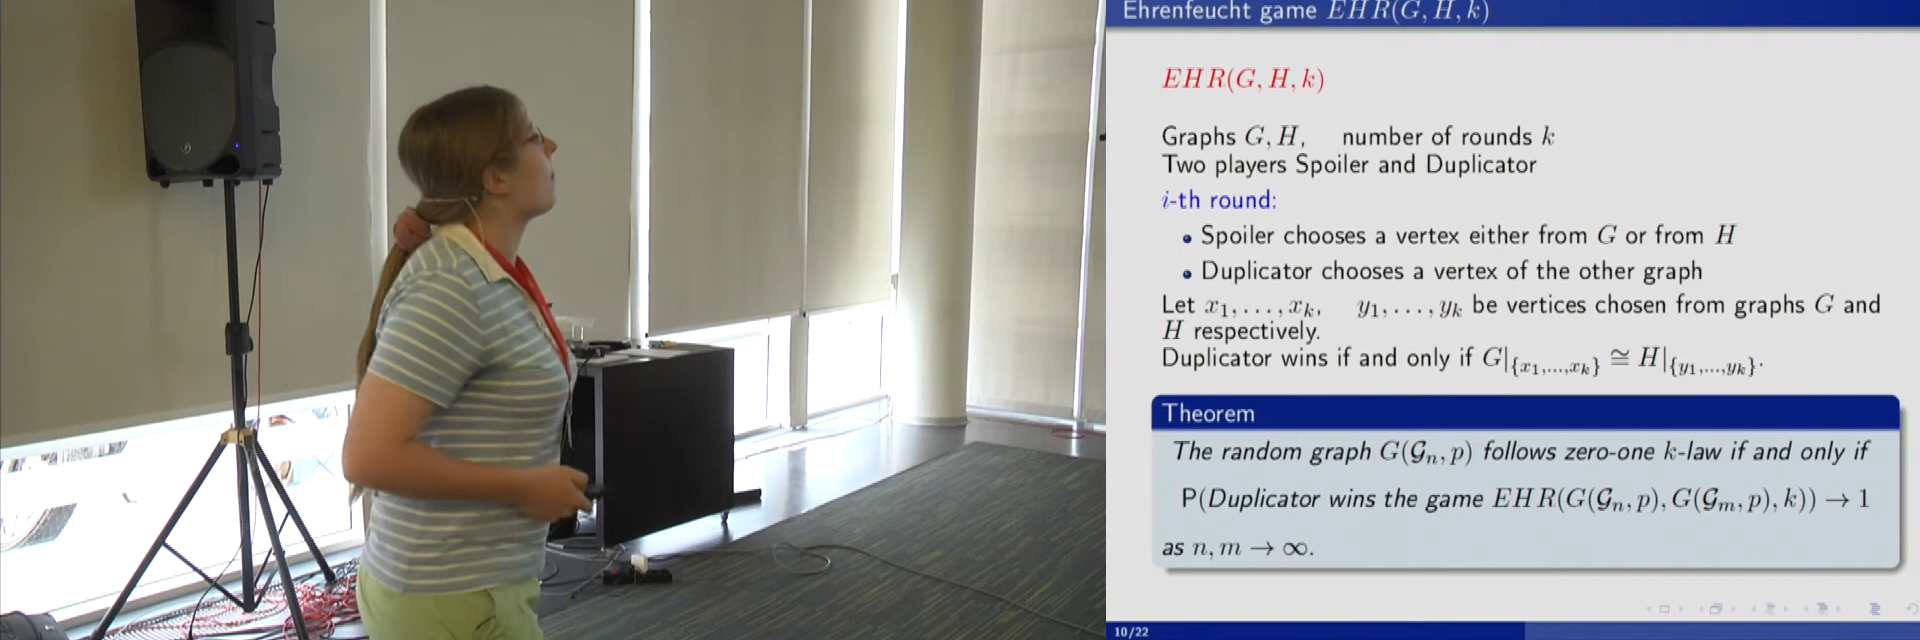 Ehrenfeucht game EHR(G, H, k)
EHR(G, H, k)
Graphs G, H, number of rounds k
Two players Spoiler and Duplicator
i-th round:
• Spoiler chooses a vertex either from G or from H
• Duplicator chooses a vertex of the other graph
Let x₁, . . . , xₖ, y₁, . . . , yₖ be vertices chosen from graphs G and
H respectively.
Duplicator wins if and only if G|{x₁,...,xₖ} ≅ H|{y₁,...,yₖ}.
Theorem
The random graph G(𝒢ₙ, p) follows zero-one k-law if and only if
P(Duplicator wins the game EHR(G(𝒢ₙ, p), G(𝒢ₘ, p), k)) → 1
as n, m → ∞.
10/22